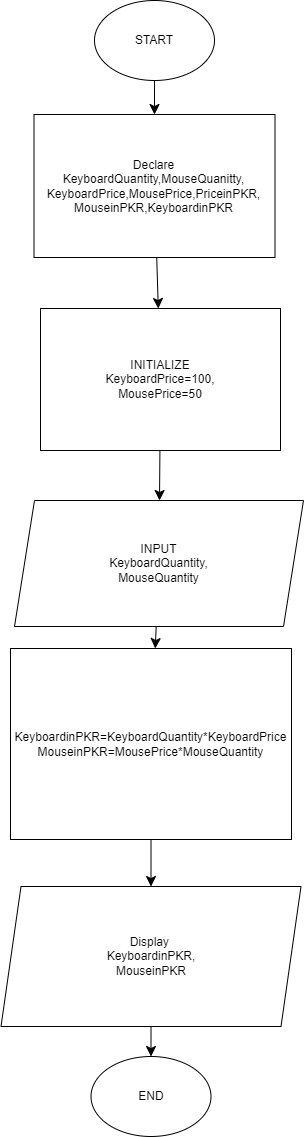 START
Declare
KeyboardQuantity,MouseQuanitty,
KeyboardPrice,MousePrice,PriceinPKR,
MouseinPKR,KeyboardinPKR
INITIALIZE
KeyboardPrice=100,
MousePrice=50
INPUT
KeyboardQuantity,
MouseQuantity
KeyboardinPKR=KeyboardQuantity*KeyboardPrice
MouseinPKR=MousePrice*MouseQuantity
Display
KeyboardinPKR,
MouseinPKR
END